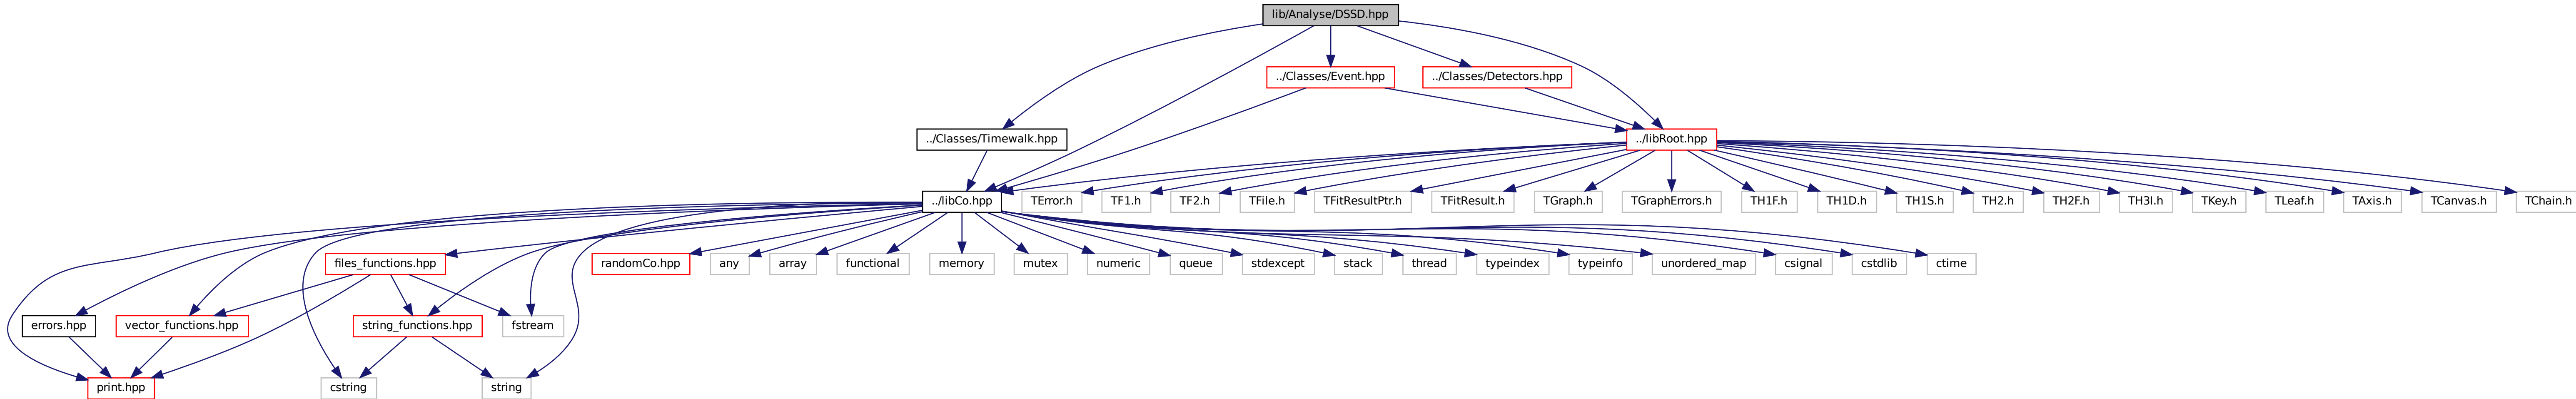 lib/Analyse/DSSD.hpp
../Classes/Event.hpp
../Classes/Detectors.hpp
../Classes/Timewalk.hpp
../libRoot.hpp
../libCo.hpp
TError.h
TF1.h
TF2.h
TFile.h
TFitResultPtr.h
TFitResult.h
TGraph.h
TGraphErrors.h
TH1F.h
TH1D.h
TH1S.h
TH2.h
TH2F.h
TH3I.h
TKey.h
TLeaf.h
TAxis.h
TCanvas.h
TChain.h
files_functions.hpp
randomCo.hpp
any
array
functional
memory
mutex
numeric
queue
stdexcept
stack
thread
typeindex
typeinfo
unordered_map
csignal
cstdlib
ctime
errors.hpp
vector_functions.hpp
string_functions.hpp
fstream
print.hpp
cstring
string